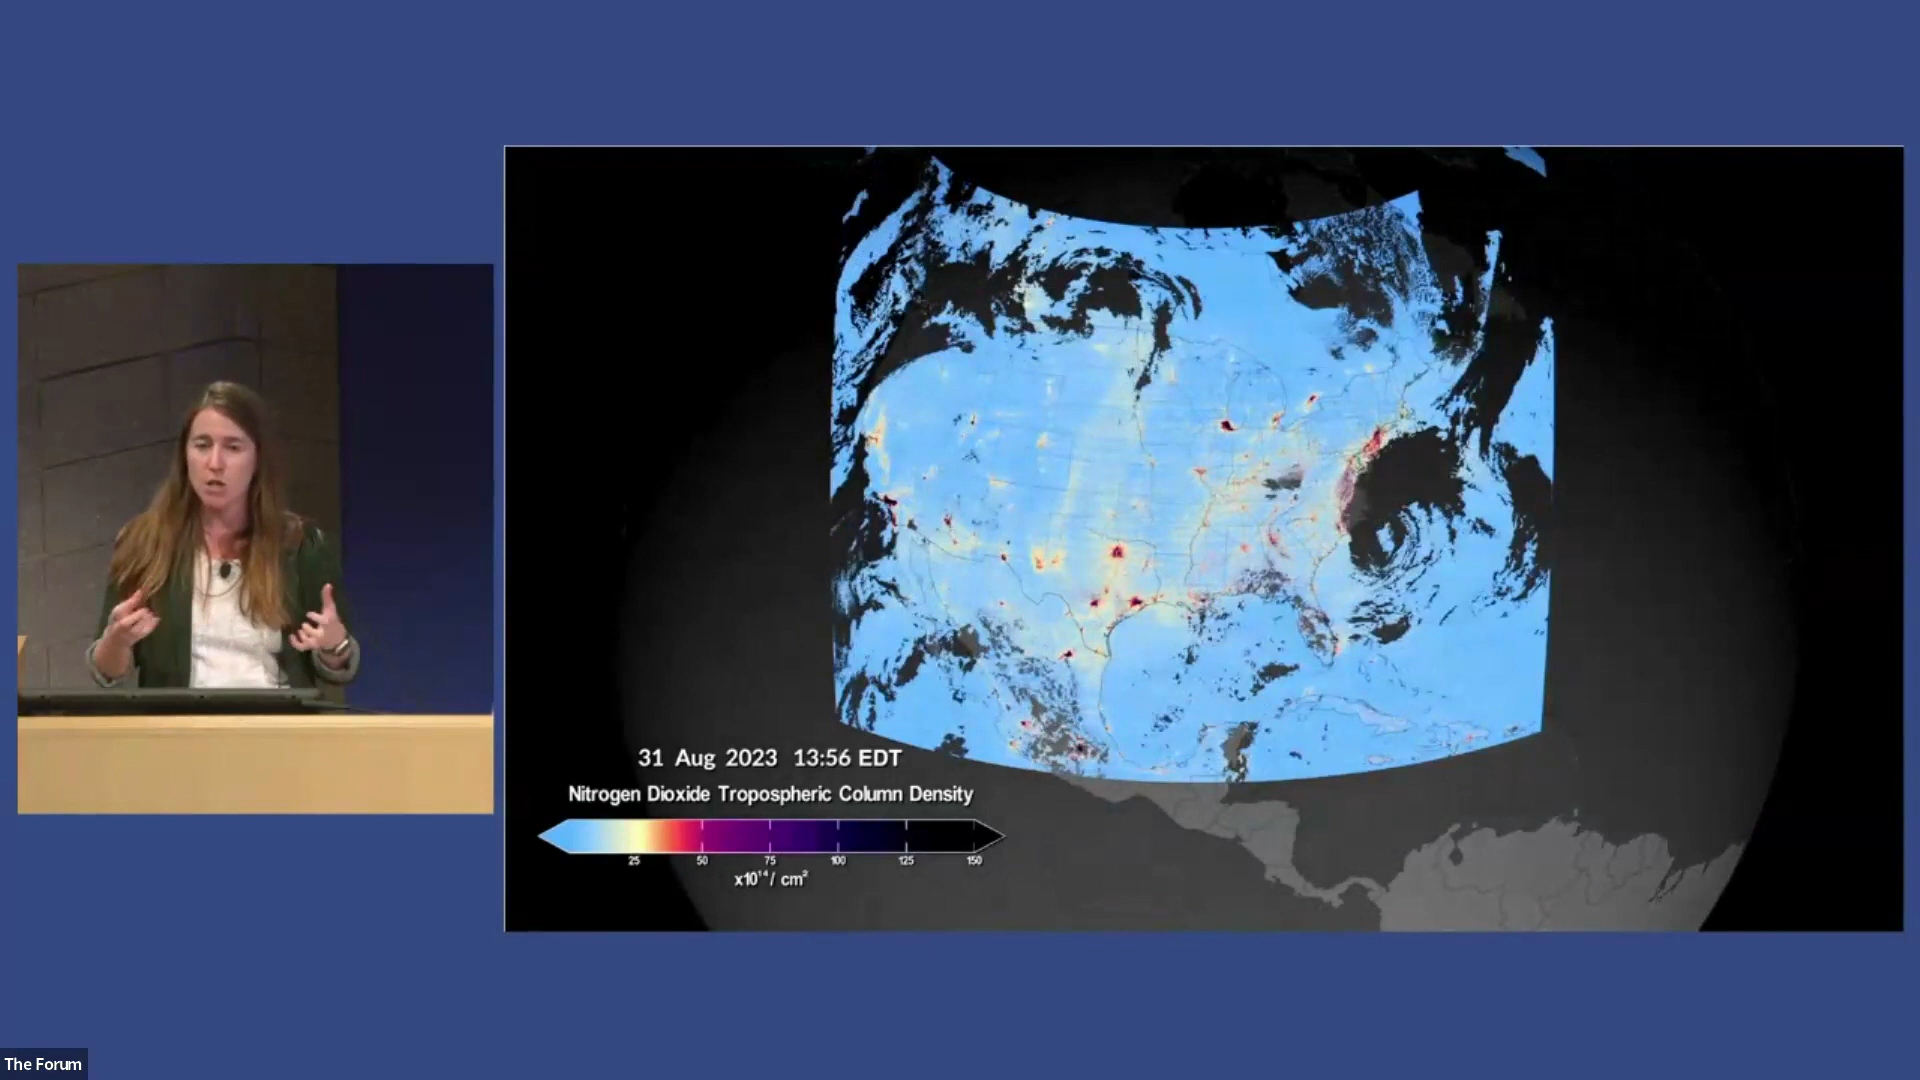 31 Aug 2023 13:56 EDT
Nitrogen Dioxide Tropospheric Column Density
25 50 75 100 125 150
x10¹⁴/ cm²
The Forum